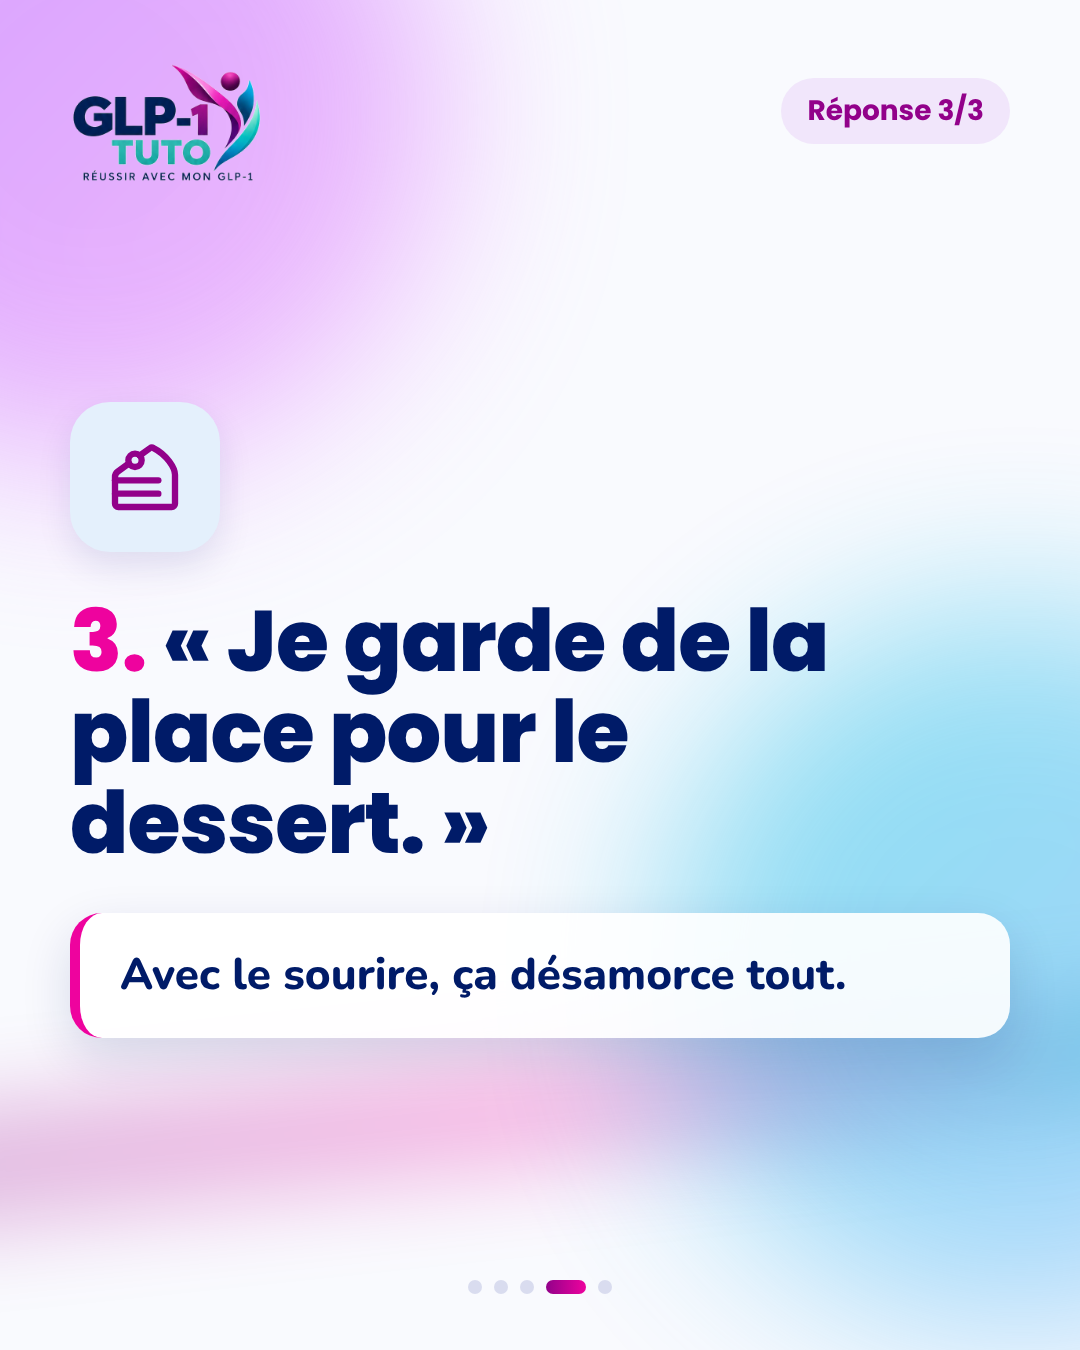 GLP-1
TUTO
RÉUSSIR AVEC MON GLP-1
Réponse 3/3
3. « Je garde de la
place pour le
dessert. »
Avec le sourire, ça désamorce tout.